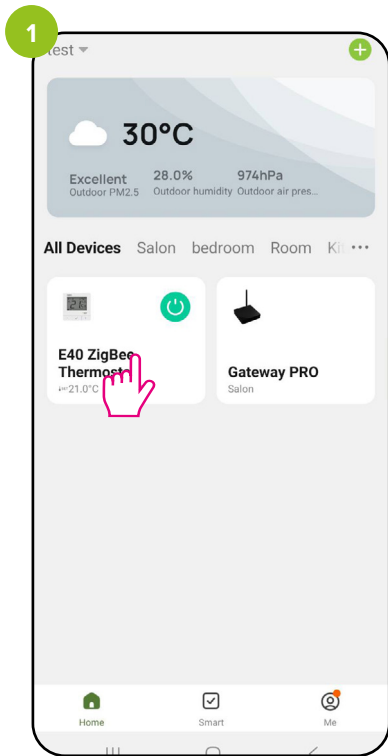 1
test
30°C
Excellent 28.0% 974hPa
Outdoor PM2.5 Outdoor humidity Outdoor air pres...
All Devices Salon bedroom Room Ki ...
E40 ZigBee
Thermost
21.0°C
Gateway PRO
Salon
Home Smart Me